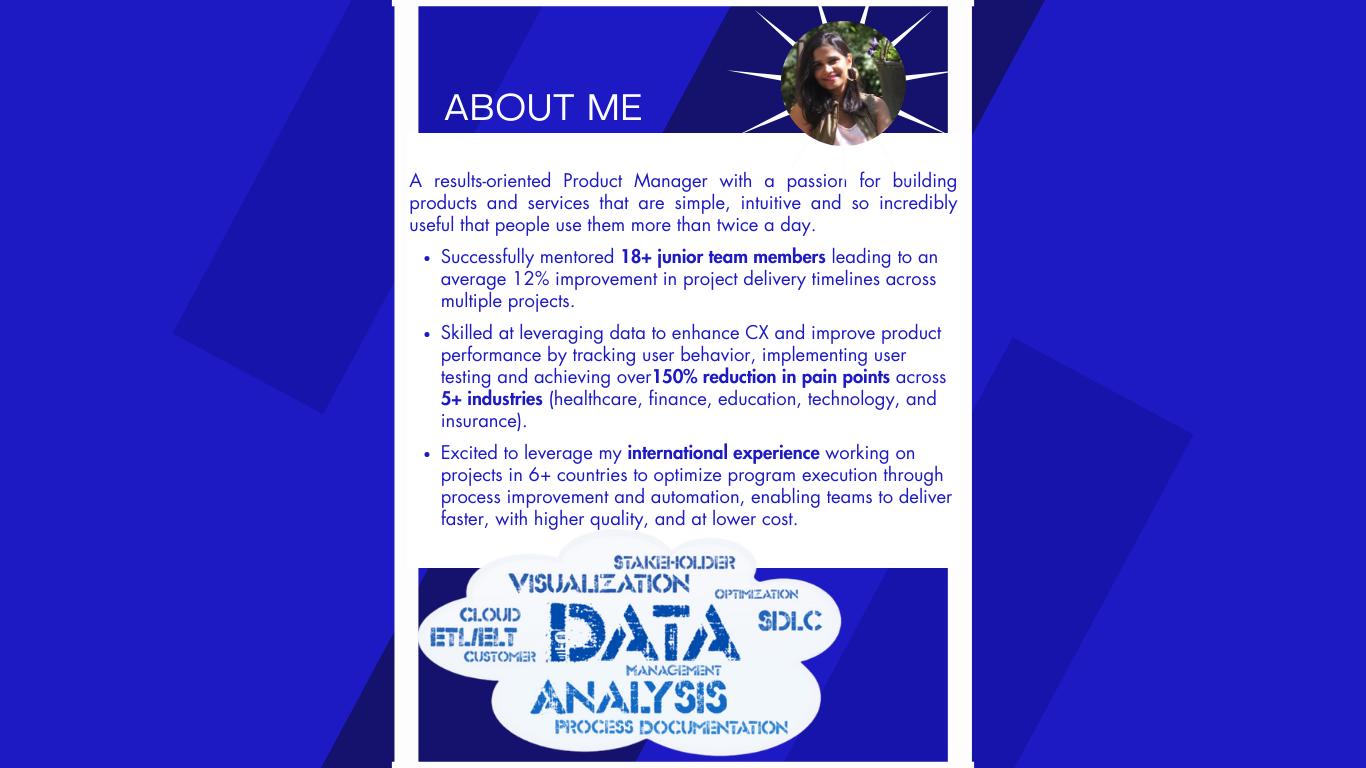 ABOUT ME
A results-oriented Product Manager with a passion for building
products and services that are simple, intuitive and so incredibly
useful that people use them more than twice a day.
• Successfully mentored 18+ junior team members leading to an
average 12% improvement in project delivery timelines across
multiple projects.
• Skilled at leveraging data to enhance CX and improve product
performance by tracking user behavior, implementing user
testing and achieving over150% reduction in pain points across
5+ industries (healthcare, finance, education, technology, and
insurance).
• Excited to leverage my international experience working on
projects in 6+ countries to optimize program execution through
process improvement and automation, enabling teams to deliver
faster, with higher quality, and at lower cost.
STAKEHOLDER
VISUALIZATION
OPTIMIZATION
CLOUD
DATA
SDLC
ETL/ELT
CUSTOMER
MANAGEMENT
ANALYSIS
PROCESS DOCUMENTATION